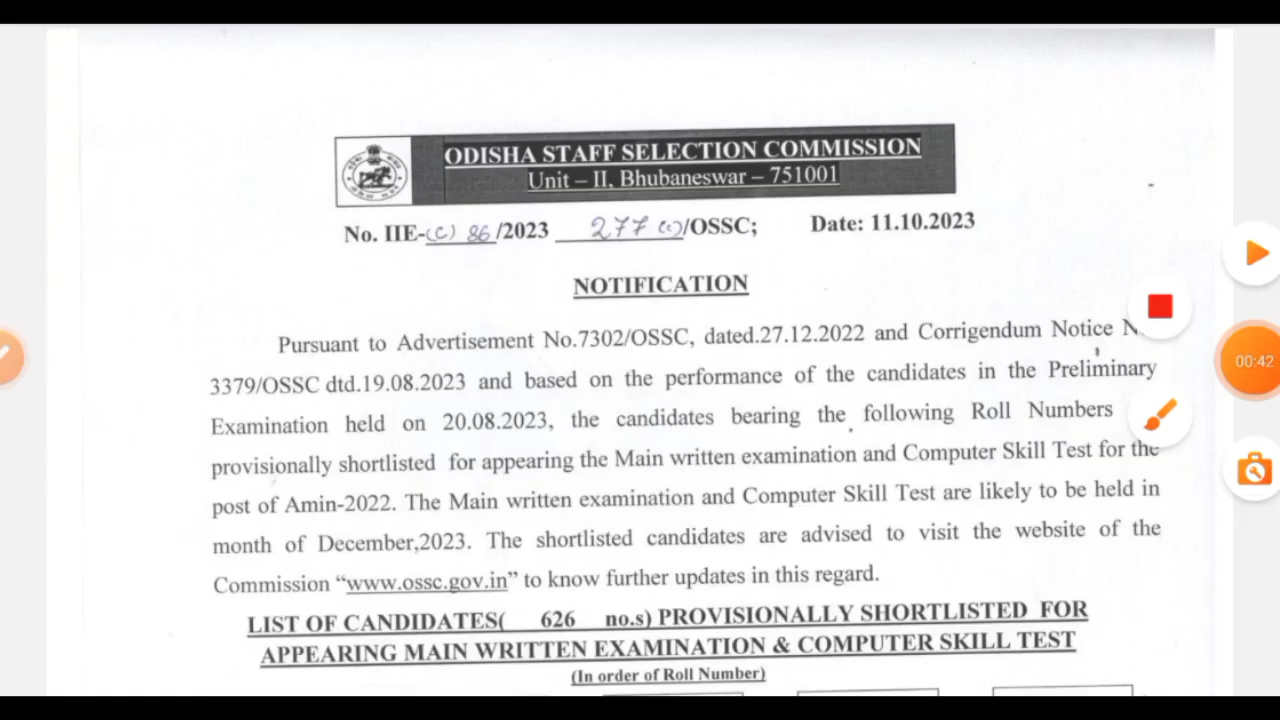 ODISHA STAFF SELECTION COMMISSION
Unit – II, Bhubaneswar – 751001
No. IIE-(C) 86/2023 277 (c)/OSSC; Date: 11.10.2023
NOTIFICATION
Pursuant to Advertisement No.7302/OSSC, dated.27.12.2022 and Corrigendum Notice N
3379/OSSC dtd.19.08.2023 and based on the performance of the candidates in the Preliminary
Examination held on 20.08.2023, the candidates bearing the following Roll Numbers
provisionally shortlisted for appearing the Main written examination and Computer Skill Test for the
post of Amin-2022. The Main written examination and Computer Skill Test are likely to be held in
month of December,2023. The shortlisted candidates are advised to visit the website of the
Commission “www.ossc.gov.in” to know further updates in this regard.
LIST OF CANDIDATES( 626 no.s) PROVISIONALLY SHORTLISTED FOR
APPEARING MAIN WRITTEN EXAMINATION & COMPUTER SKILL TEST
(In order of Roll Number)
00:42